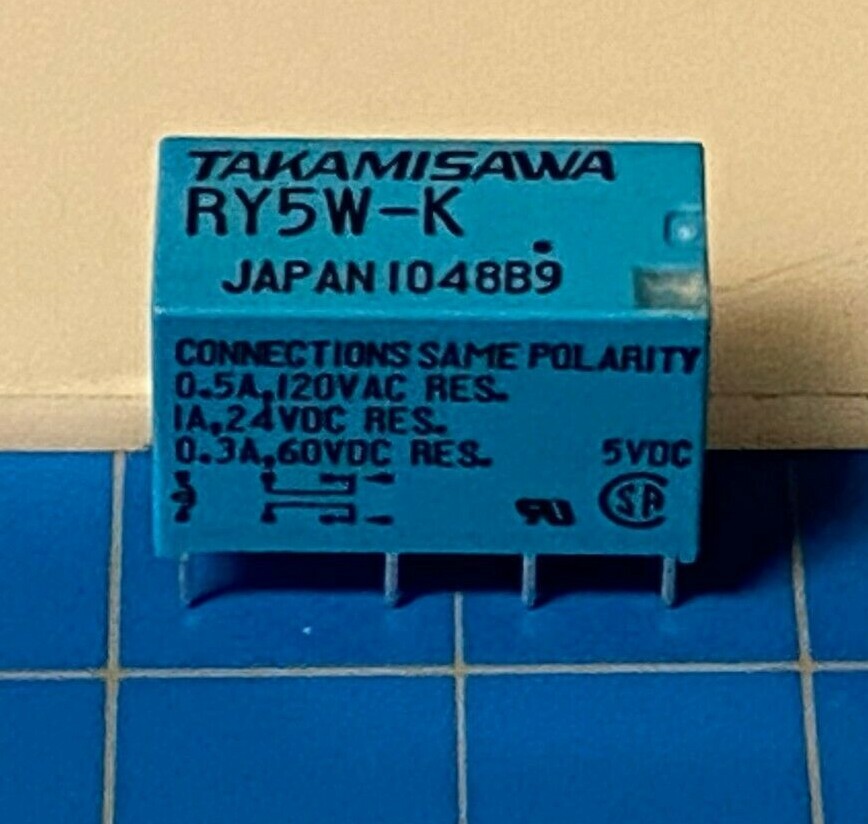 TAKAMISAWA
RY5W-K
JAPAN 1048B9
CONNECTIONS SAME POLARITY
0.5A,120VAC RES.
1A,24VDC RES.
0.3A,60VDC RES. 5VDC